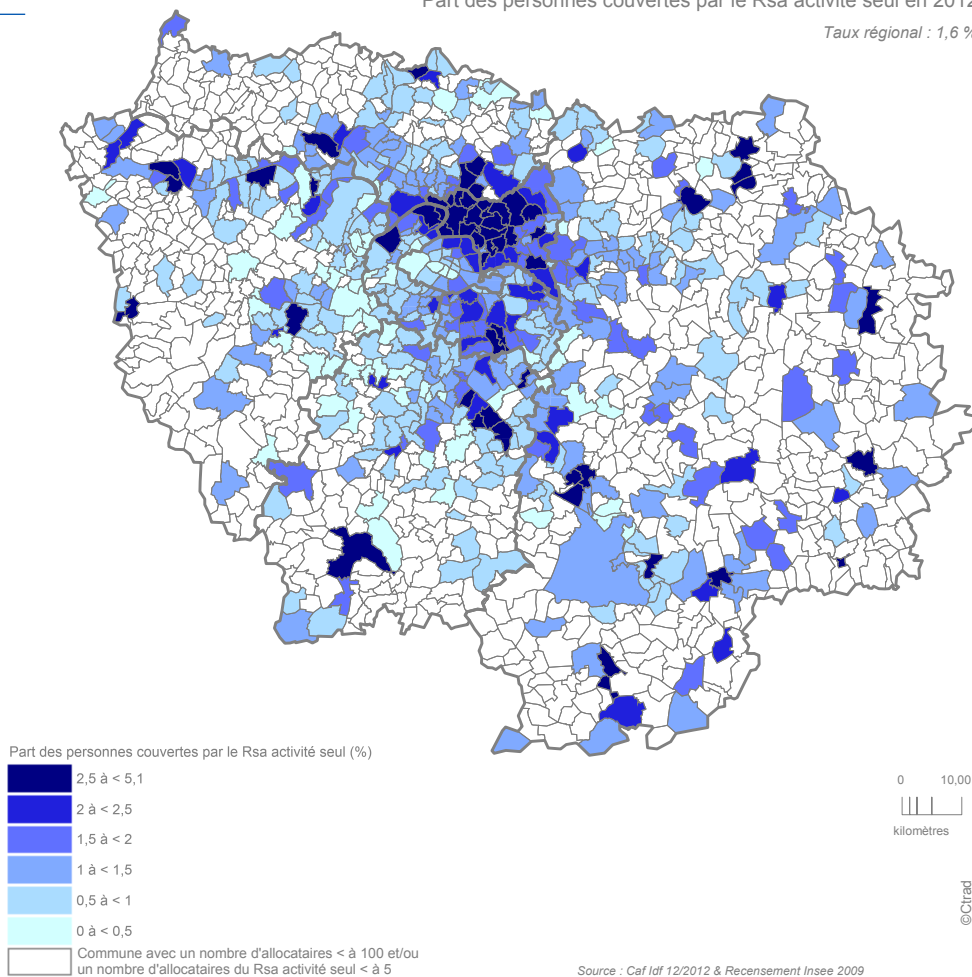 Part des personnes couvertes par le Rsa activité seul en 2012
Taux régional : 1,6 %
Part des personnes couvertes par le Rsa activité seul (%)
2,5 à < 5,1
2 à < 2,5
1,5 à < 2
1 à < 1,5
0,5 à < 1
0 à < 0,5
Commune avec un nombre d'allocataires < à 100 et/ou
un nombre d'allocataires du Rsa activité seul < à 5
0 10,00
kilomètres
©Ctrad
Source : Caf Idf 12/2012 & Recensement Insee 2009